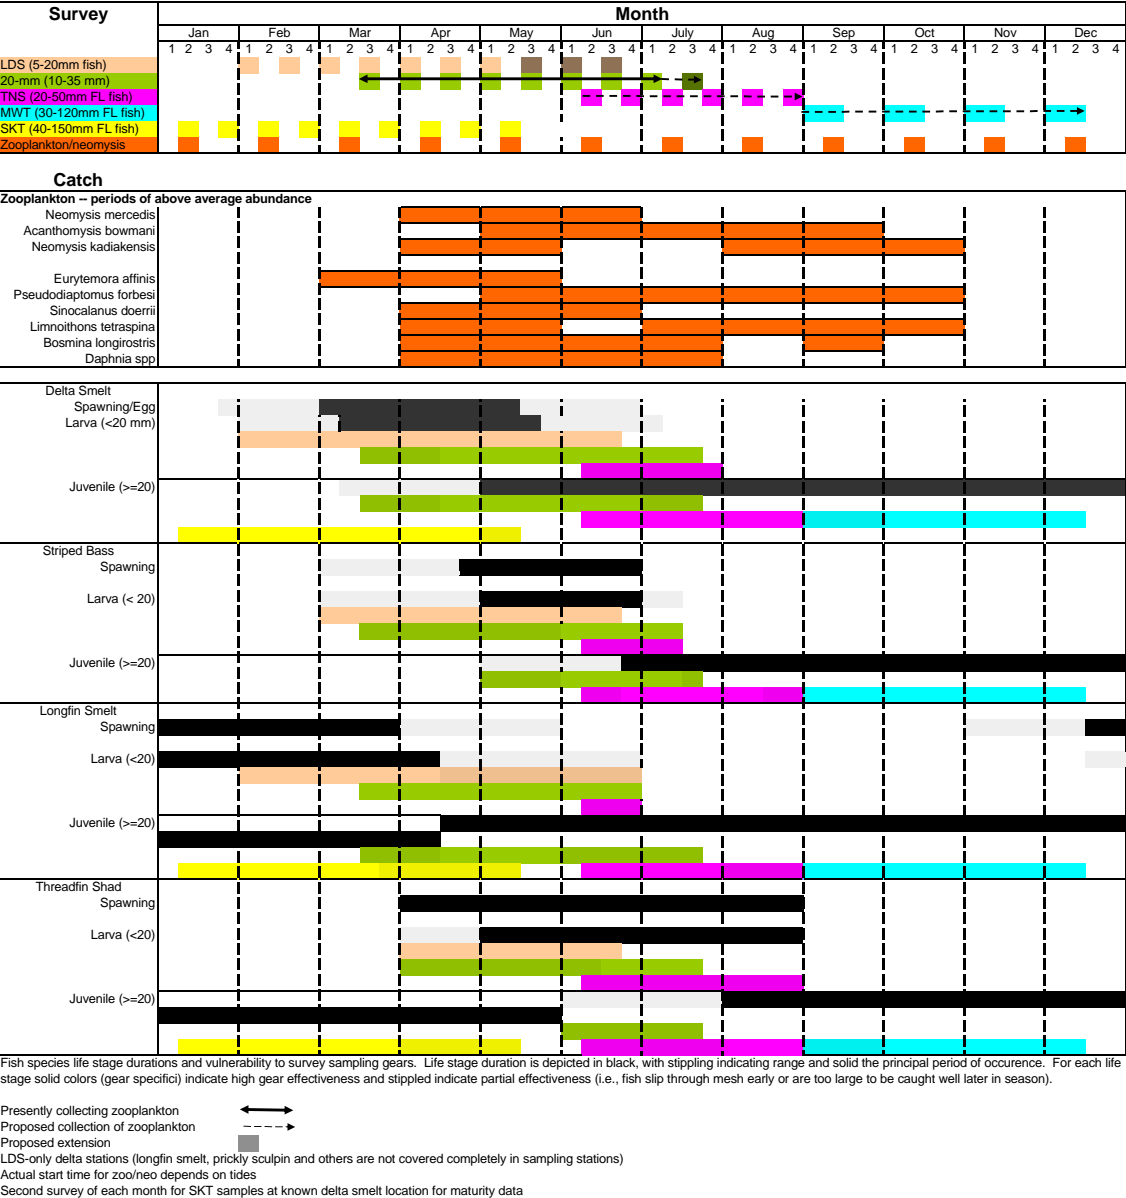 Survey Month
Jan Feb Mar Apr May Jun July Aug Sep Oct Nov Dec
1 2 3 4 1 2 3 4 1 2 3 4 1 2 3 4 1 2 3 4 1 2 3 4 1 2 3 4 1 2 3 4 1 2 3 4 1 2 3 4 1 2 3 4 1 2 3 4
LDS (5-20mm fish)
20-mm (10-35 mm)
TNS (20-50mm FL fish)
MWT (30-120mm FL fish)
SKT (40-150mm FL fish)
Zooplankton/neomysis
Catch
Zooplankton -- periods of above average abundance
Neomysis mercedis
Acanthomysis bowmani
Neomysis kadiakensis
Eurytemora affinis
Pseudodiaptomus forbesi
Sinocalanus doerrii
Limnoithons tetraspina
Bosmina longirostris
Daphnia spp
Delta Smelt
Spawning/Egg
Larva (<20 mm)
Juvenile (>=20)
Striped Bass
Spawning
Larva (< 20)
Juvenile (>=20)
Longfin Smelt
Spawning
Larva (<20)
Juvenile (>=20)
Threadfin Shad
Spawning
Larva (<20)
Juvenile (>=20)
Fish species life stage durations and vulnerability to survey sampling gears. Life stage duration is depicted in black, with stippling indicating range and solid the principal period of occurence. For each life
stage solid colors (gear specifici) indicate high gear effectiveness and stippled indicate partial effectiveness (i.e., fish slip through mesh early or are too large to be caught well later in season).
Presently collecting zooplankton
Proposed collection of zooplankton
Proposed extension
LDS-only delta stations (longfin smelt, prickly sculpin and others are not covered completely in sampling stations)
Actual start time for zoo/neo depends on tides
Second survey of each month for SKT samples at known delta smelt location for maturity data